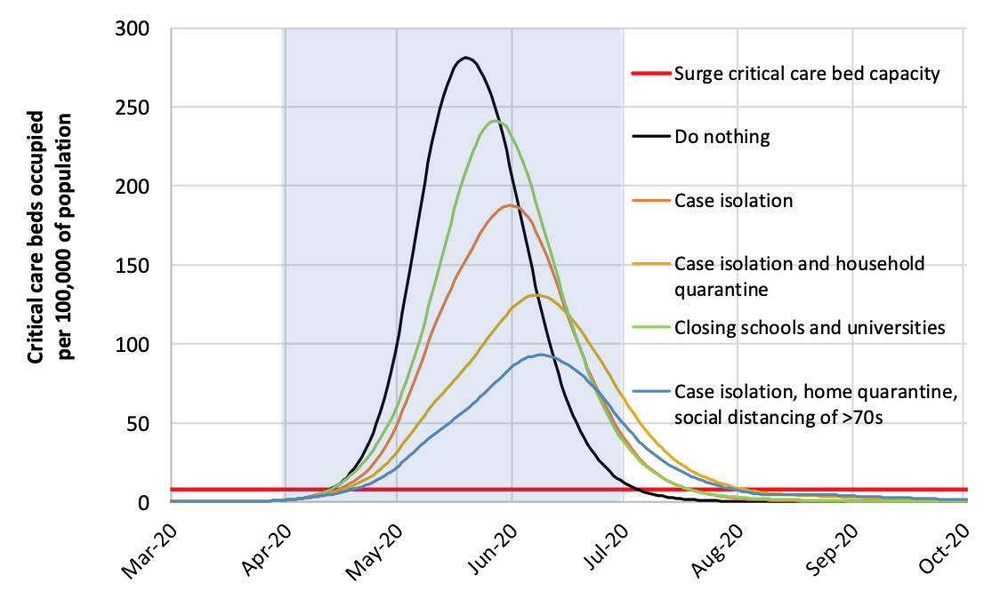 300
250
200
150
100
50
0
Critical care beds occupied
per 100,000 of population
Surge critical care bed capacity
Do nothing
Case isolation
Case isolation and household
quarantine
Closing schools and universities
Case isolation, home quarantine,
social distancing of >70s
Mar-20
Apr-20
May-20
Jun-20
Jul-20
Aug-20
Sep-20
Oct-20